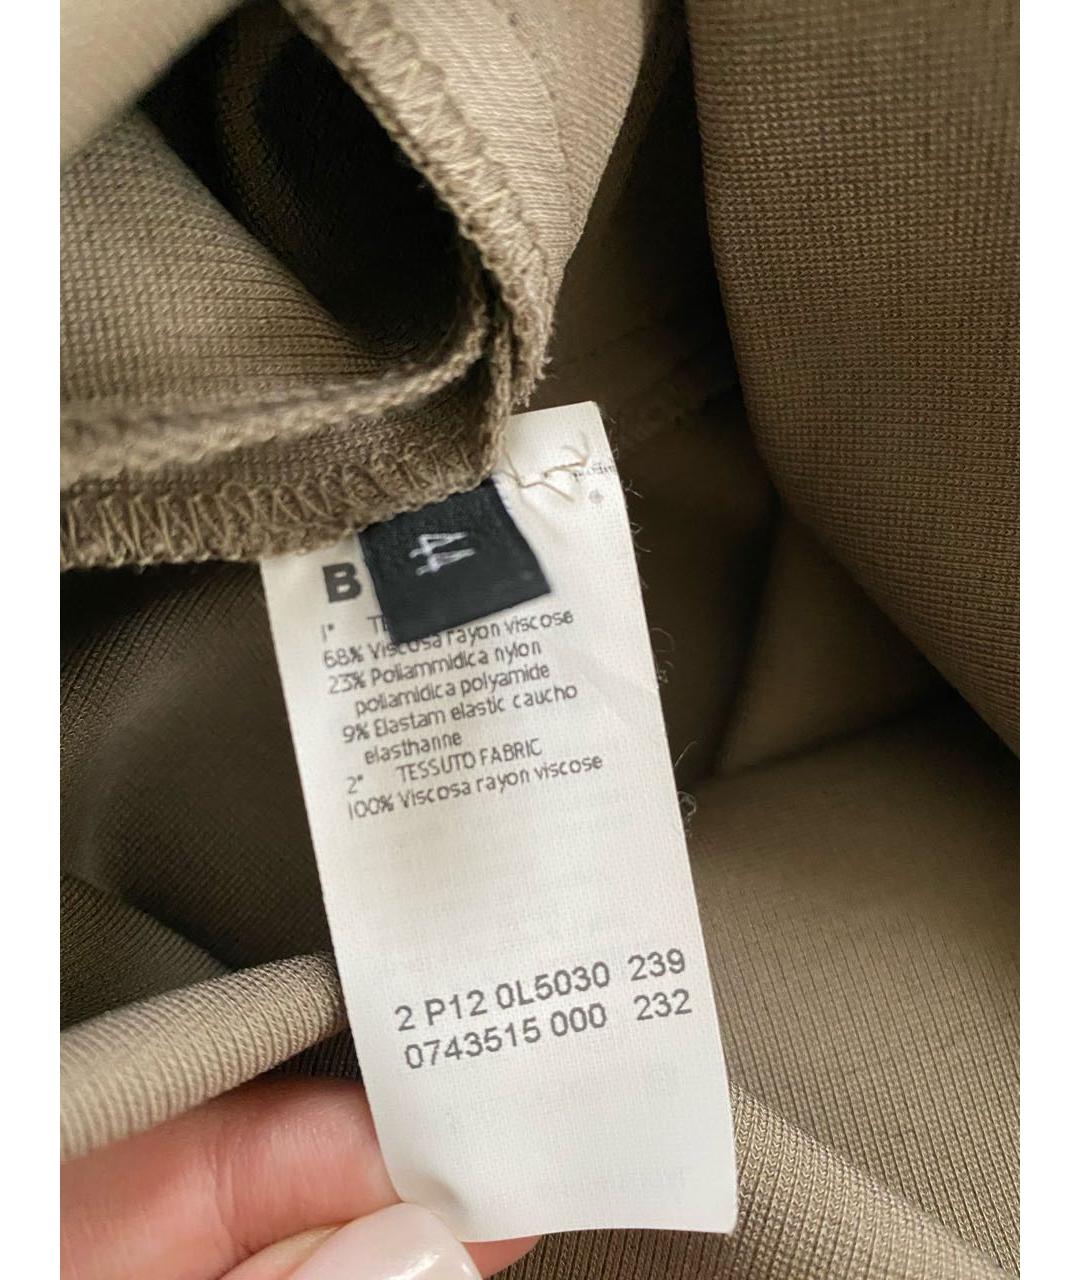 44
B
1° TE
68% Viscosa rayon viscose
23% Poliammidica nylon
poliamidica polyamide
9% Elastam elastic caucho
elasthanne
2° TESSUTO FABRIC
100% Viscosa rayon viscose
2 P12 0L5030 239
0743515 000 232